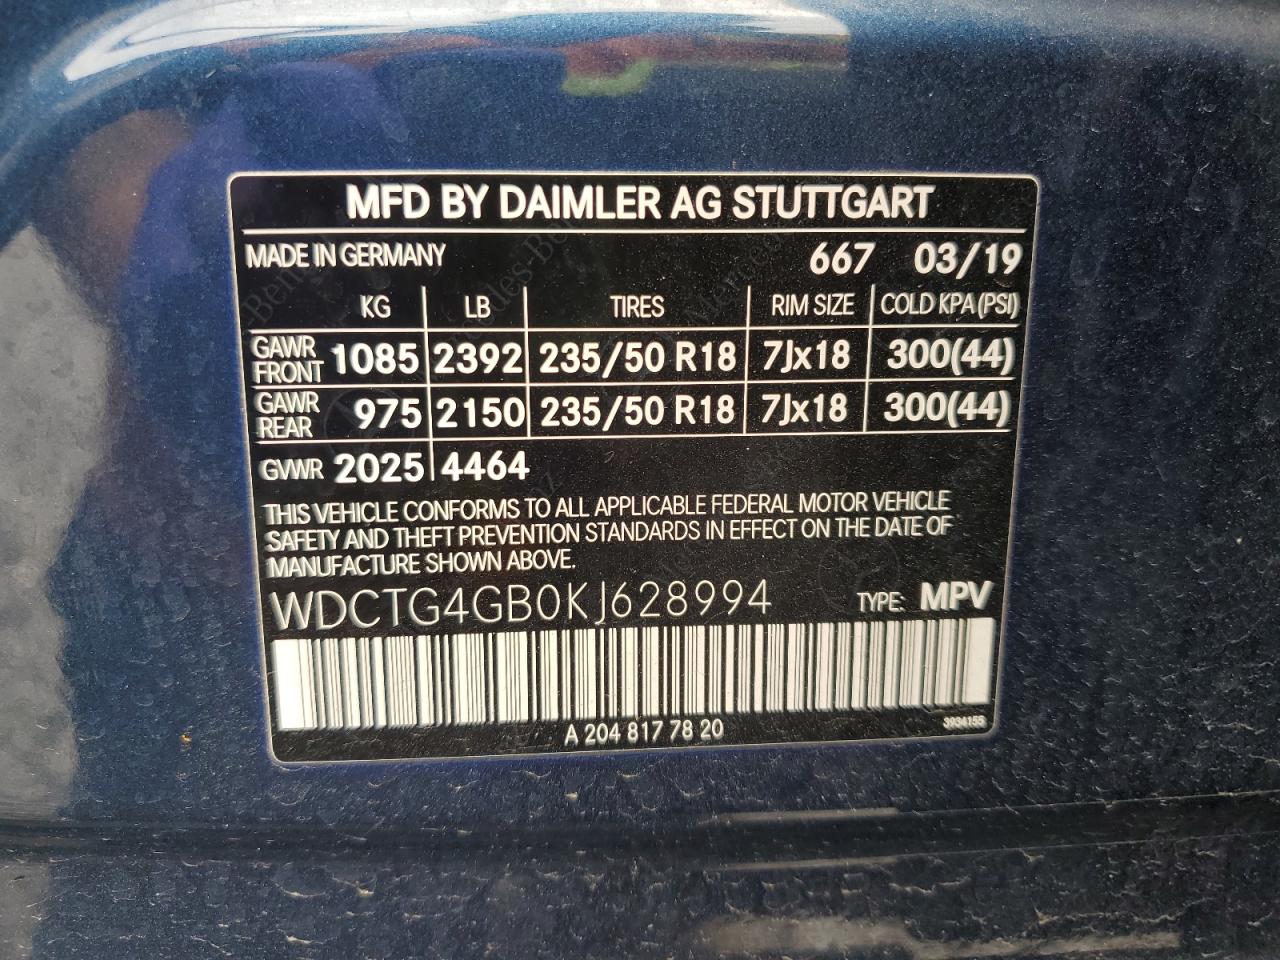 MFD BY DAIMLER AG STUTTGART
MADE IN GERMANY 667 03/19
KG LB TIRES RIM SIZE COLD KPA (PSI)
GAWR FRONT 1085 2392 235/50 R18 7Jx18 300(44)
GAWR REAR 975 2150 235/50 R18 7Jx18 300(44)
GVWR 2025 4464
THIS VEHICLE CONFORMS TO ALL APPLICABLE FEDERAL MOTOR VEHICLE
SAFETY AND THEFT PREVENTION STANDARDS IN EFFECT ON THE DATE OF
MANUFACTURE SHOWN ABOVE.
WDCTG4GB0KJ628994 TYPE: MPV
A 204 817 78 20 3934155